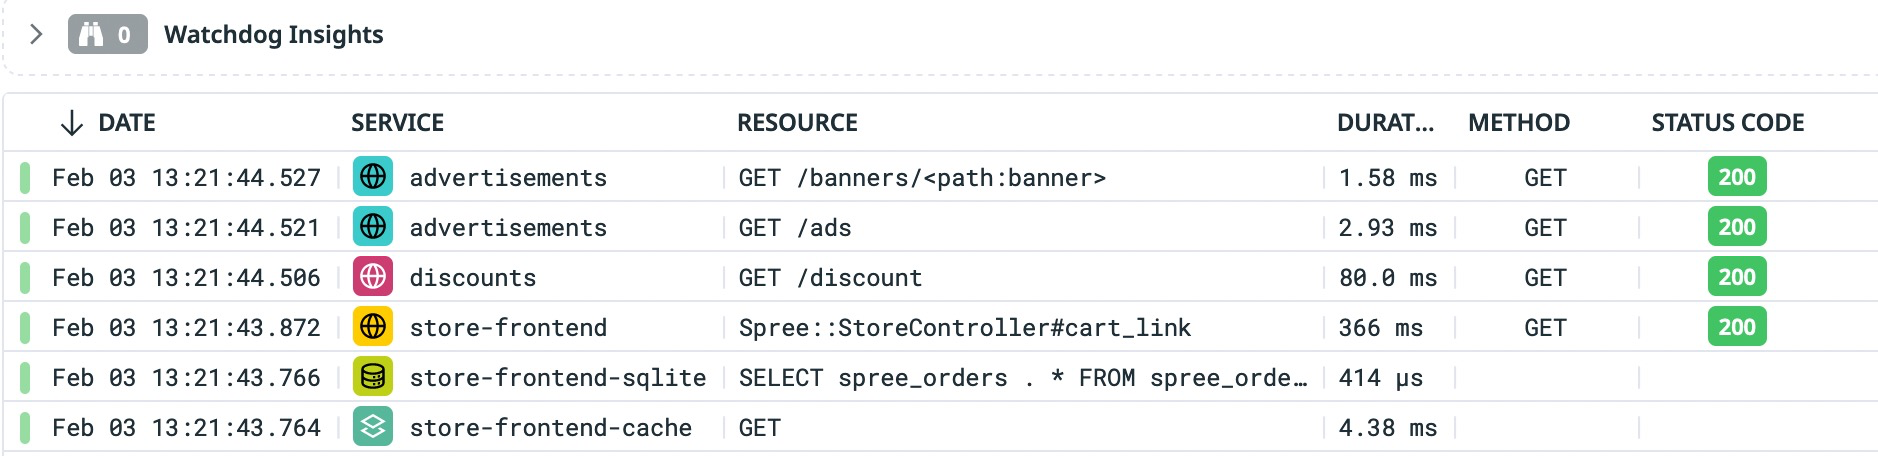 0 Watchdog Insights
DATE SERVICE RESOURCE DURAT... METHOD STATUS CODE
Feb 03 13:21:44.527 advertisements GET /banners/<path:banner> 1.58 ms GET 200
Feb 03 13:21:44.521 advertisements GET /ads 2.93 ms GET 200
Feb 03 13:21:44.506 discounts GET /discount 80.0 ms GET 200
Feb 03 13:21:43.872 store-frontend Spree::StoreController#cart_link 366 ms GET 200
Feb 03 13:21:43.766 store-frontend-sqlite SELECT spree_orders . * FROM spree_orde… 414 µs
Feb 03 13:21:43.764 store-frontend-cache GET 4.38 ms